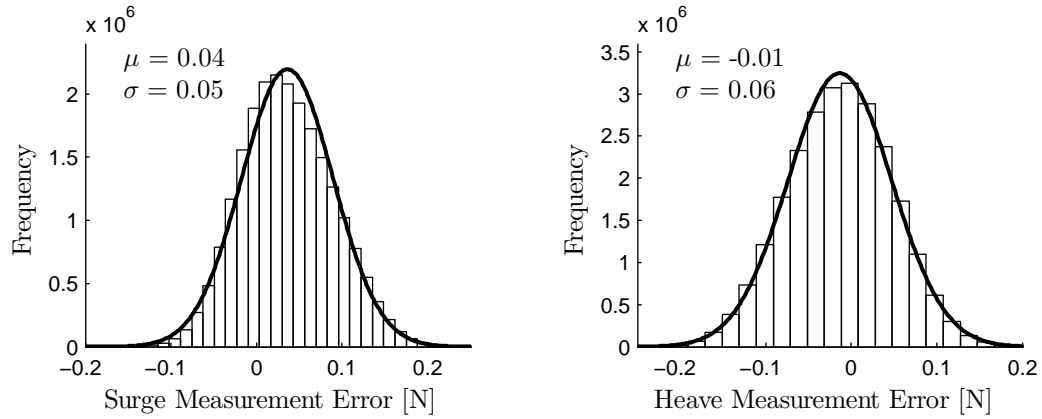 x 10^6
μ = 0.04
σ = 0.05
2
1.5
1
0.5
0
Frequency
−0.2 −0.1 0 0.1 0.2
Surge Measurement Error [N]
x 10^6
μ = -0.01
σ = 0.06
3.5
3
2.5
2
1.5
1
0.5
0
Frequency
−0.2 −0.1 0 0.1 0.2
Heave Measurement Error [N]